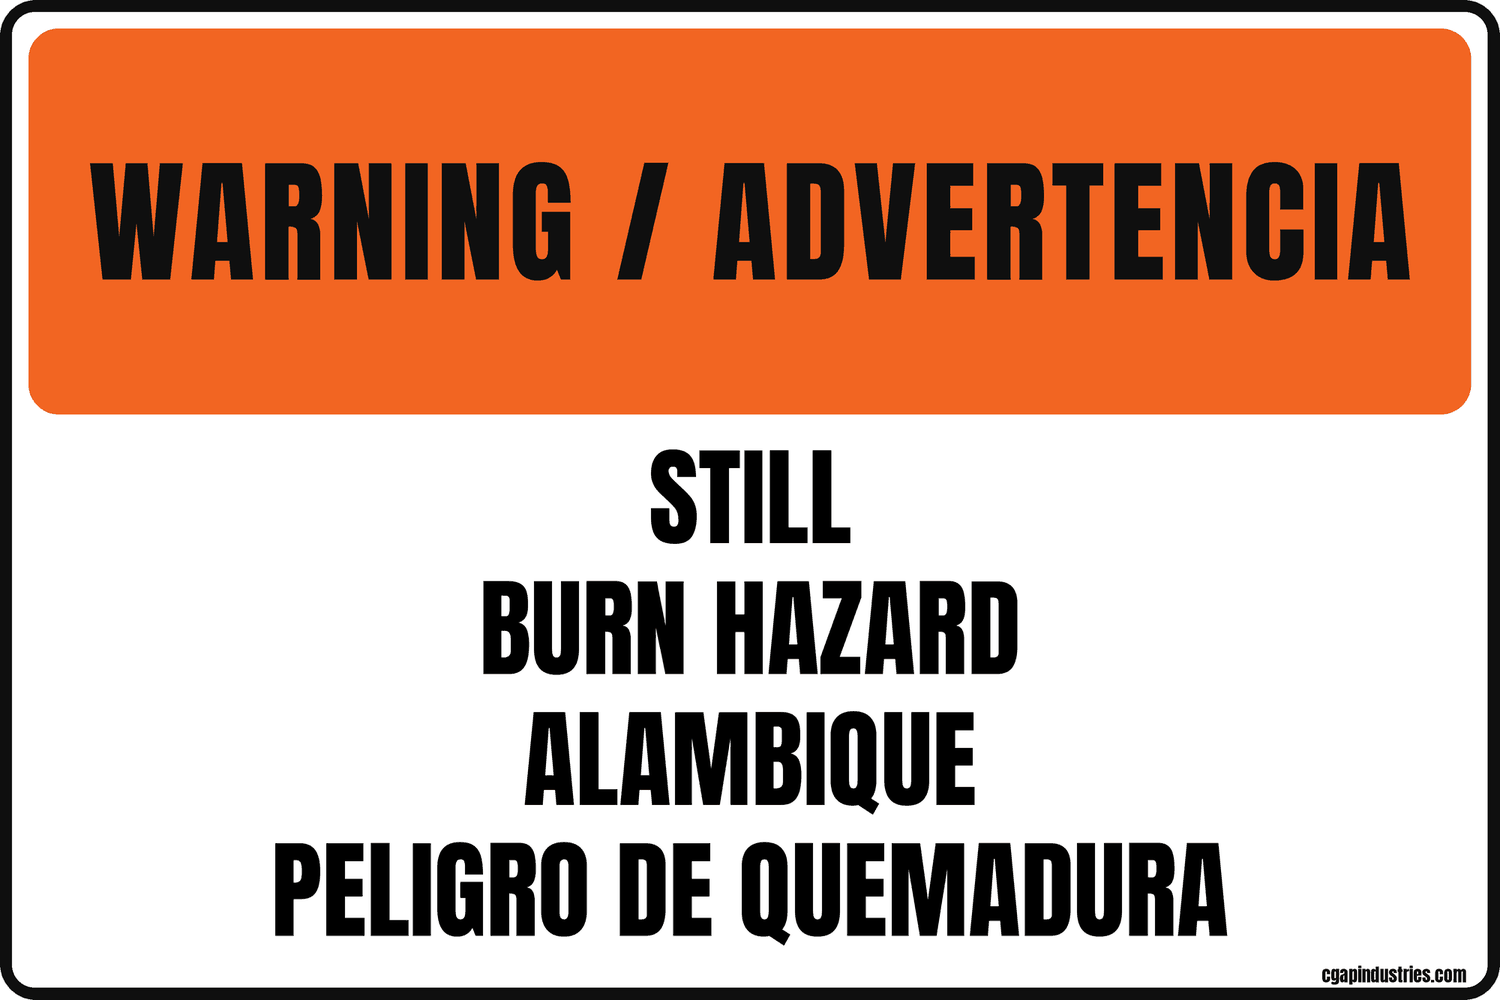 WARNING / ADVERTENCIA
STILL
BURN HAZARD
ALAMBIQUE
PELIGRO DE QUEMADURA
cgapindustries.com